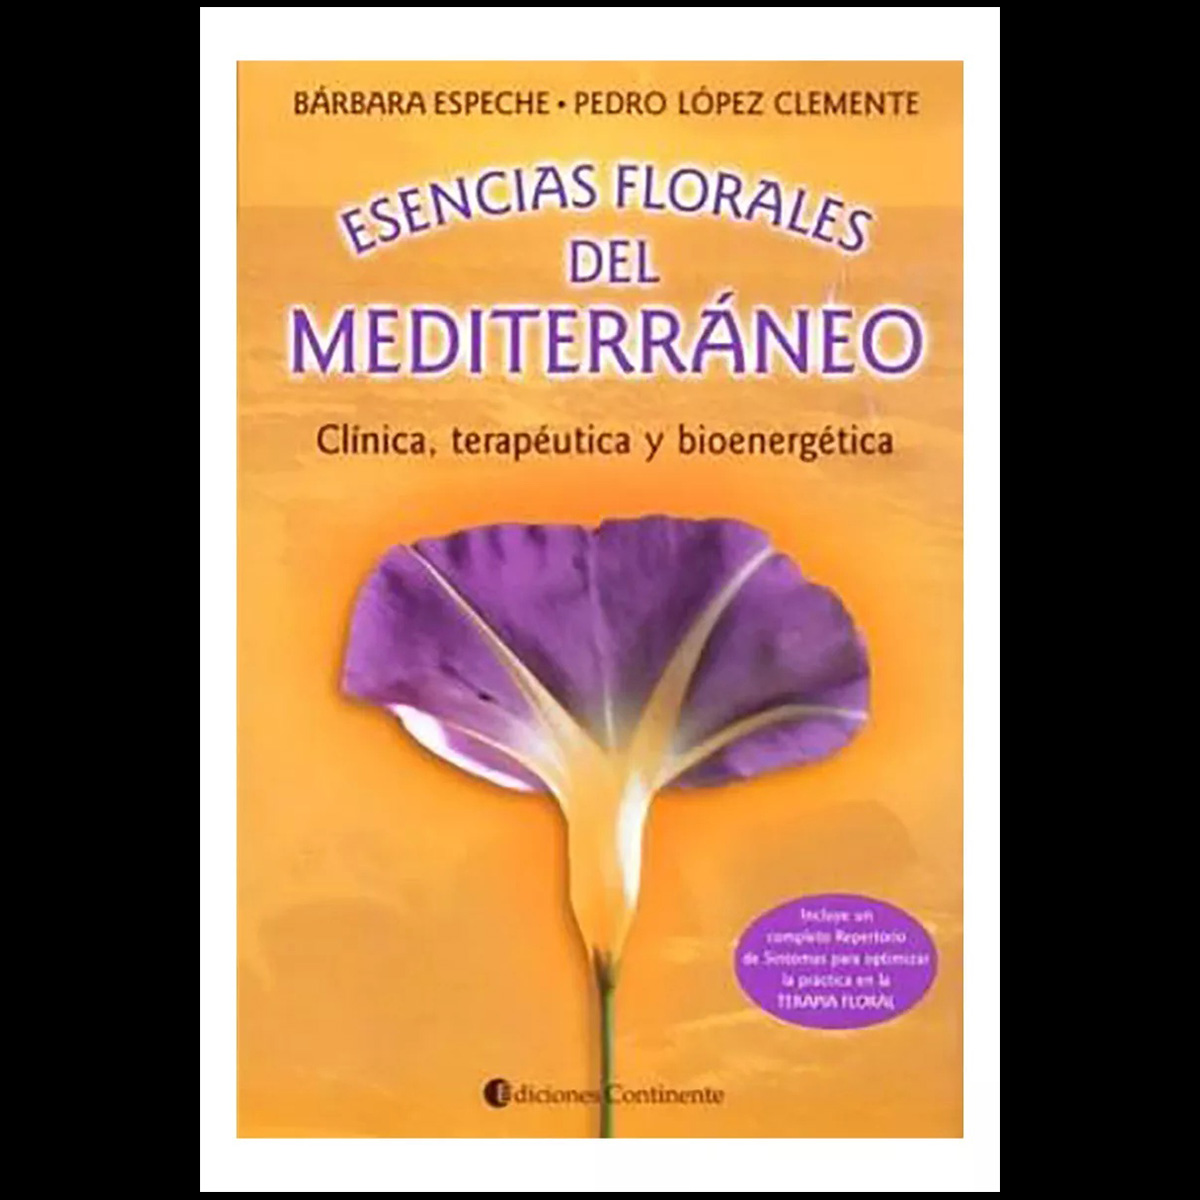 BÁRBARA ESPECHE • PEDRO LÓPEZ CLEMENTE
ESENCIAS FLORALES
DEL
MEDITERRÁNEO
Clínica, terapéutica y bioenergética
Incluye un
completo Repertorio
de Síntomas para optimizar
la práctica en la
TERAPIA FLORAL
Ediciones Continente